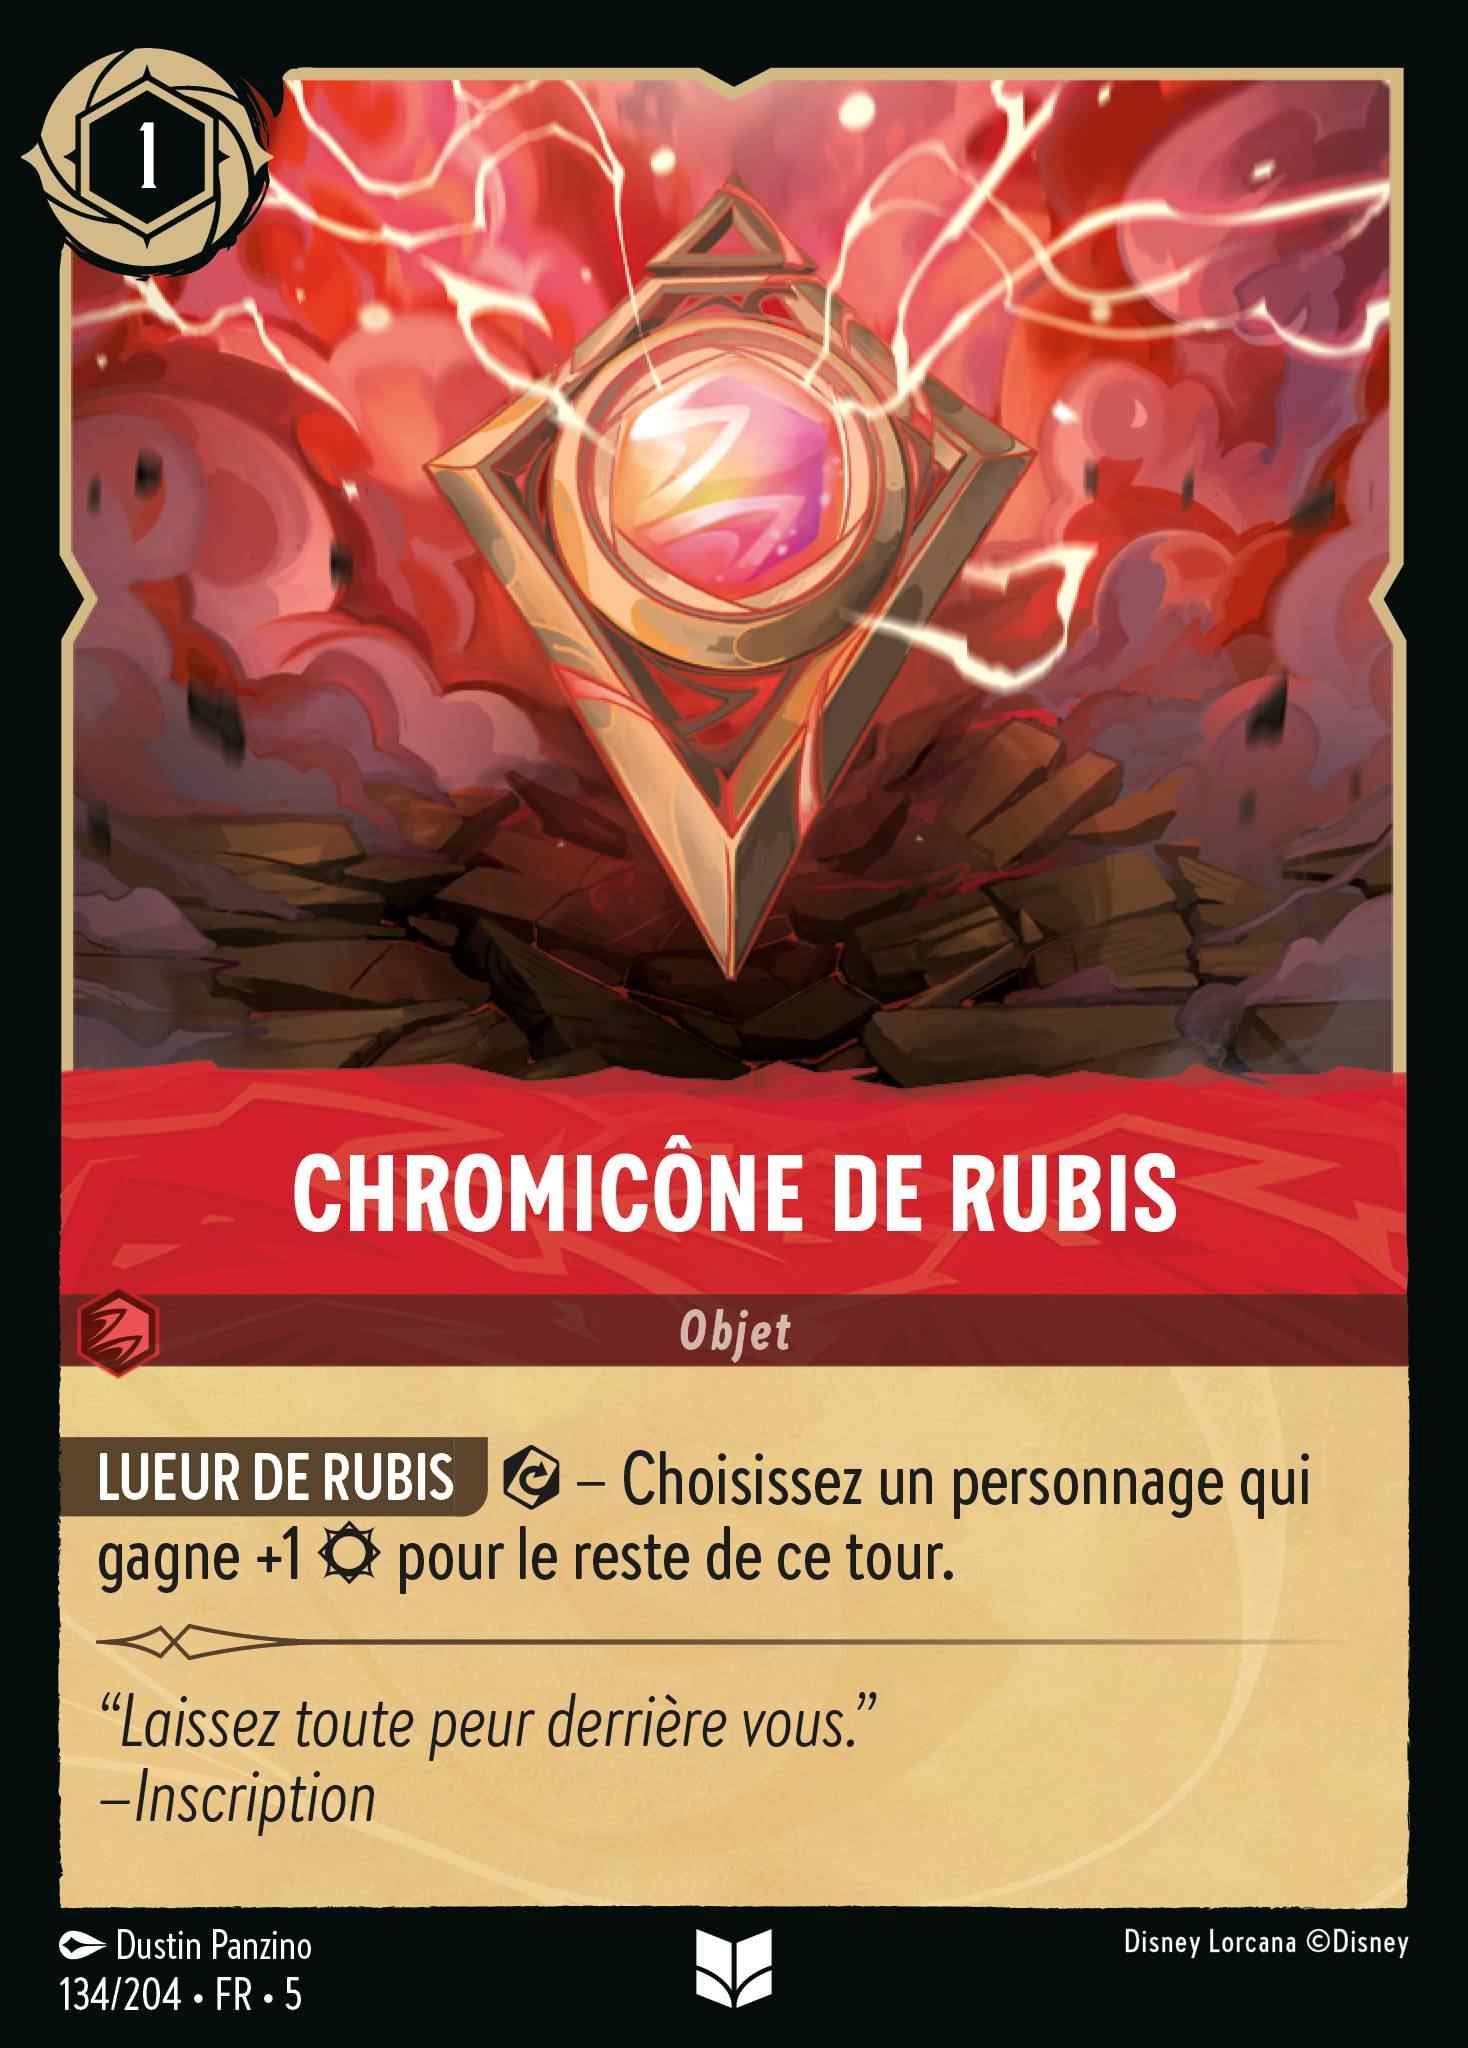 1
CHROMICÔNE DE RUBIS
Objet
LUEUR DE RUBIS – Choisissez un personnage qui
gagne +1 pour le reste de ce tour.
“Laissez toute peur derrière vous.”
–Inscription
Dustin Panzino
Disney Lorcana ©Disney
134/204 • FR • 5